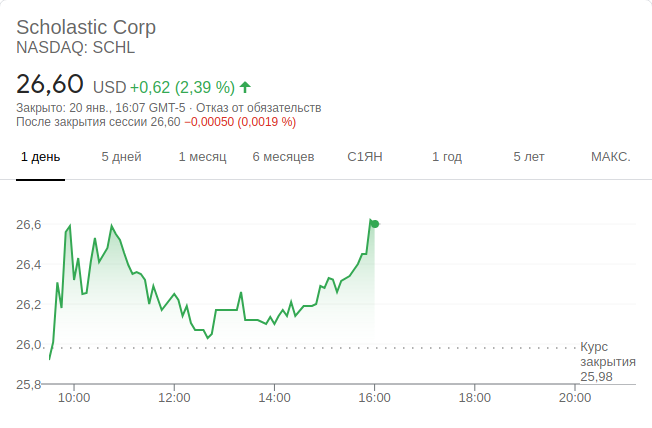 Scholastic Corp
NASDAQ: SCHL
26,60 USD +0,62 (2,39 %)
Закрыто: 20 янв., 16:07 GMT-5 · Отказ от обязательств
После закрытия сессии 26,60 −0,00050 (0,0019 %)
1 день 5 дней 1 месяц 6 месяцев С1ЯН 1 год 5 лет МАКС.
26,6
26,4
26,2
26,0
25,8
Курс
закрытия
25,98
10:00 12:00 14:00 16:00 18:00 20:00